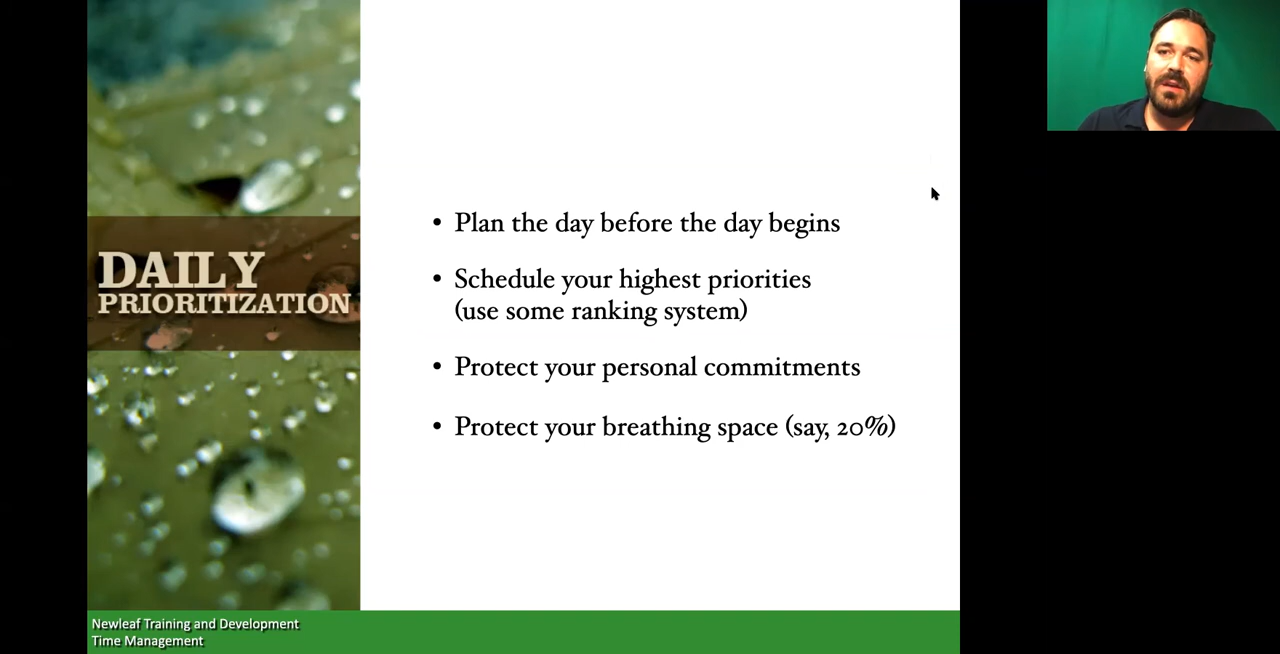 DAILY
PRIORITIZATION
• Plan the day before the day begins
• Schedule your highest priorities
(use some ranking system)
• Protect your personal commitments
• Protect your breathing space (say, 20%)
Newleaf Training and Development
Time Management